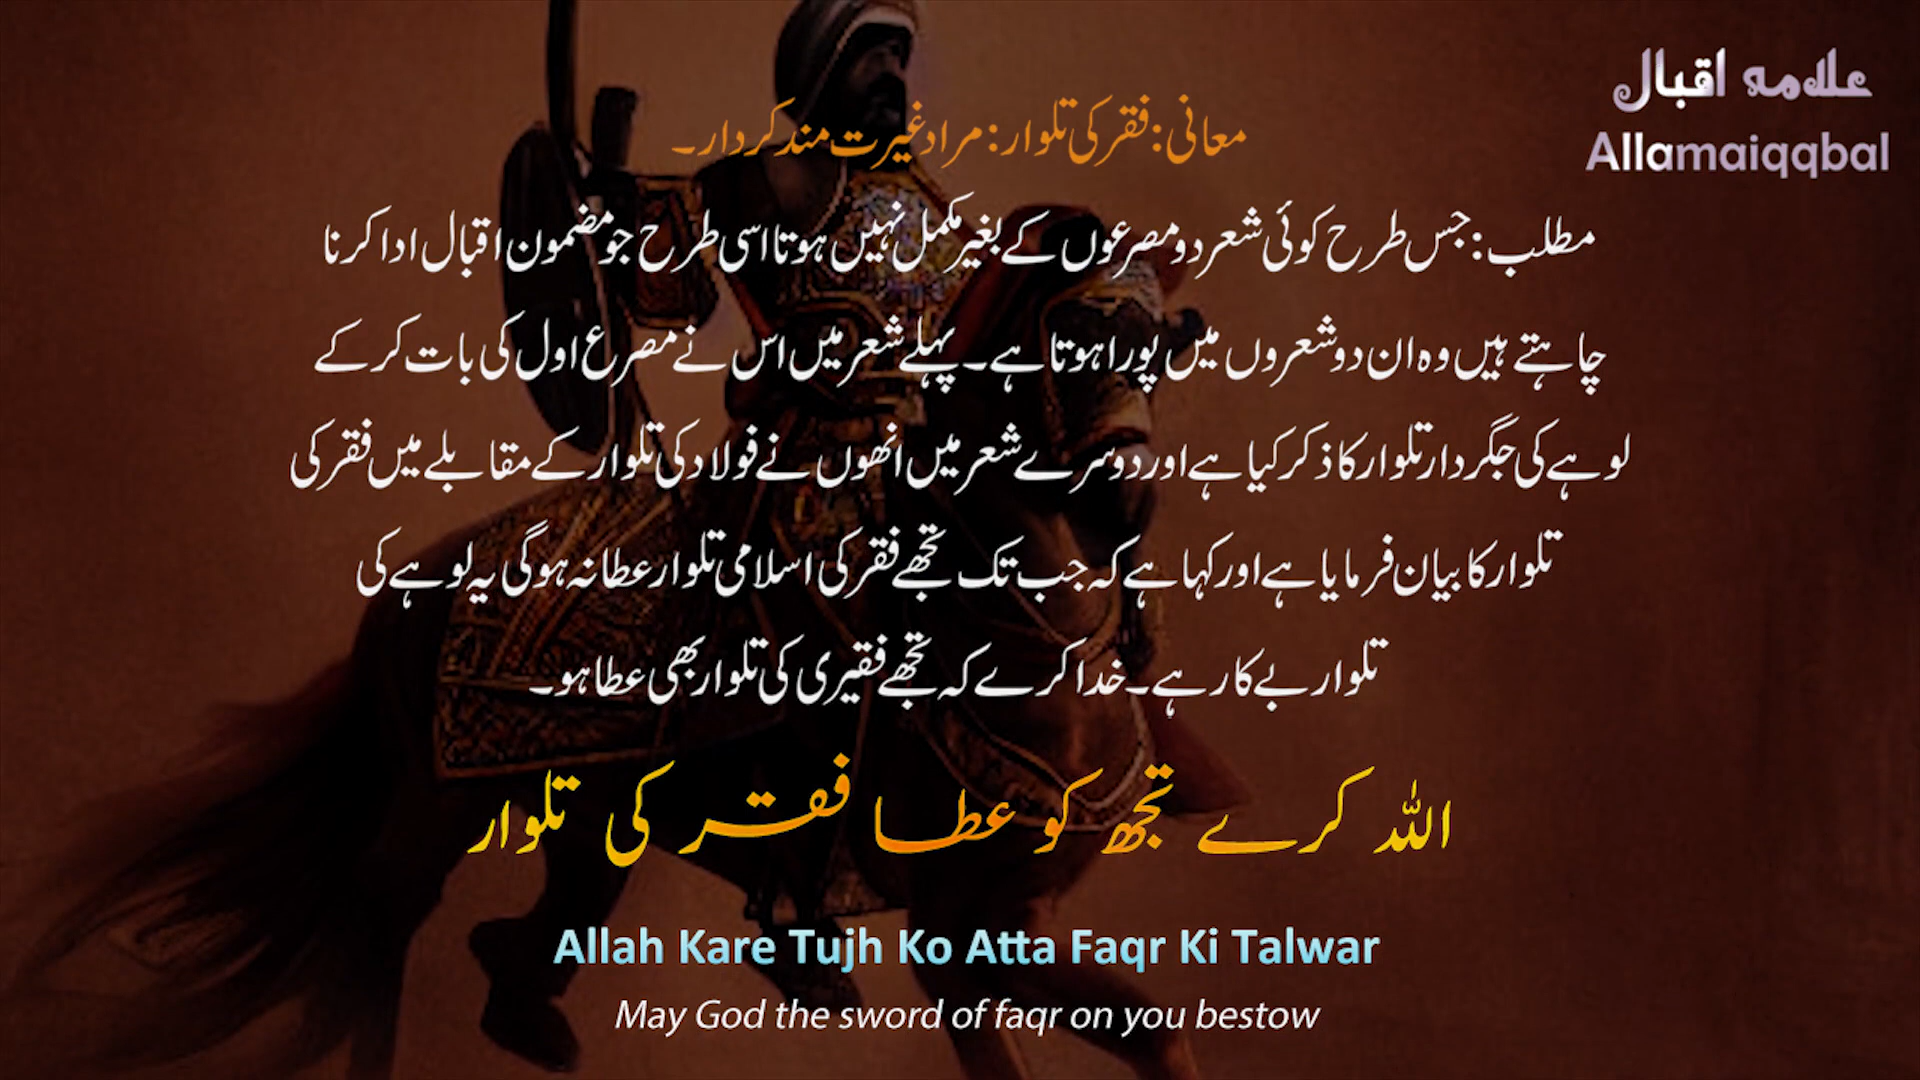 علامہ اقبال
Allamaiqqbal
معانی: فقر کی تلوار: مراد غیرت مند کردار۔
مطلب: جس طرح کوئی شعر دو مصرعوں کے بغیر مکمل نہیں ہوتا اسی طرح جو مضمون اقبال ادا کرنا
چاہتے ہیں وہ ان دو شعروں میں پورا ہوتا ہے۔ پہلے شعر میں اس نے مصرع اول کی بات کر کے
لوہے کی جگر دار تلوار کا ذکر کیا ہے اور دوسرے شعر میں انھوں نے فولاد کی تلوار کے مقابلے میں فقر کی
تلوار کا بیان فرمایا ہے اور کہا ہے کہ جب تک تجھے فقر کی اسلامی تلوار عطا نہ ہو گی یہ لوہے کی
تلوار بے کار ہے۔ خدا کرے کہ تجھے فقیری کی تلوار بھی عطا ہو۔
اللہ کرے تجھ کو عطا فقر کی تلوار
Allah Kare Tujh Ko Atta Faqr Ki Talwar
May God the sword of faqr on you bestow